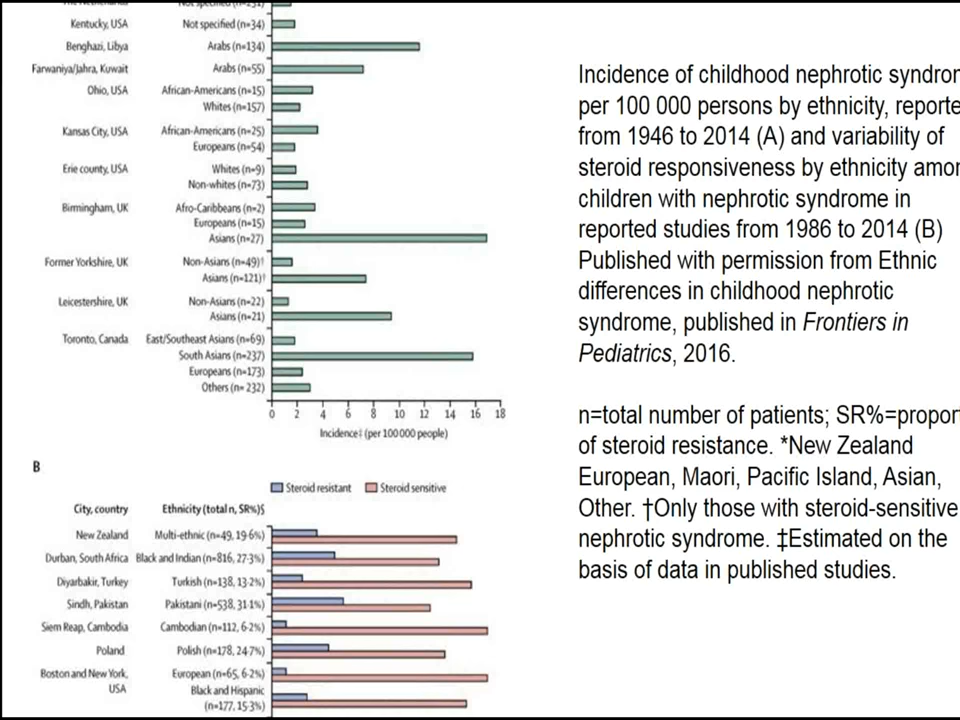 Kentucky, USA Not specified (n=34)
Benghazi, Libya Arabs (n=134)
Farwaniya/Jahra, Kuwait Arabs (n=55)
Ohio, USA African-Americans (n=15)
Whites (n=157)
Kansas City, USA African-Americans (n=25)
Europeans (n=54)
Erie county, USA Whites (n=9)
Non-whites (n=73)
Birmingham, UK Afro-Caribbeans (n=2)
Europeans (n=15)
Asians (n=27)
Former Yorkshire, UK Non-Asians (n=49)†
Asians (n=121)†
Leicestershire, UK Non-Asians (n=22)
Asians (n=21)
Toronto, Canada East/Southeast Asians (n=69)
South Asians (n=237)
Europeans (n=173)
Others (n= 232)
0 2 4 6 8 10 12 14 16 18
Incidence‡ (per 100 000 people)
B
Steroid resistant Steroid sensitive
City, country Ethnicity (total n, SR%)§
New Zealand Multi-ethnic (n=49, 19·6%)
Durban, South Africa Black and Indian (n=816, 27·3%)
Diyarbakir, Turkey Turkish (n=138, 13·2%)
Sindh, Pakistan Pakistani (n=538, 31·1%)
Siem Reap, Cambodia Cambodian (n=112, 6·2%)
Poland Polish (n=178, 24·7%)
Boston and New York, European (n=65, 6·2%)
USA Black and Hispanic
(n=177, 15·3%)
Incidence of childhood nephrotic syndrom
per 100 000 persons by ethnicity, reporte
from 1946 to 2014 (A) and variability of
steroid responsiveness by ethnicity amon
children with nephrotic syndrome in
reported studies from 1986 to 2014 (B)
Published with permission from Ethnic
differences in childhood nephrotic
syndrome, published in Frontiers in
Pediatrics, 2016.
n=total number of patients; SR%=proport
of steroid resistance. *New Zealand
European, Maori, Pacific Island, Asian,
Other. †Only those with steroid-sensitive
nephrotic syndrome. ‡Estimated on the
basis of data in published studies.